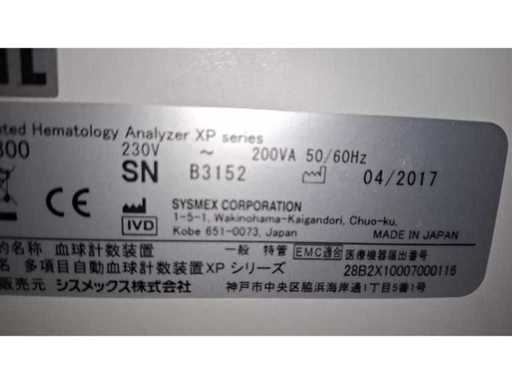 ated Hematology Analyzer XP series
300 230V ~ 200VA 50/60Hz
SN B3152 04/2017
SYSMEX CORPORATION
1-5-1, Wakinohama-Kaigandori, Chuo-ku,
Kobe 651-0073, Japan MADE IN JAPAN
IVD
的名称 血球計数装置 一般 特管 EMC適合 医療機器届出番号
名 多項目自動血球計数装置XP シリーズ 28B2X10007000116
販売元 シスメックス株式会社 神戸市中央区脇浜海岸通1丁目5番1号